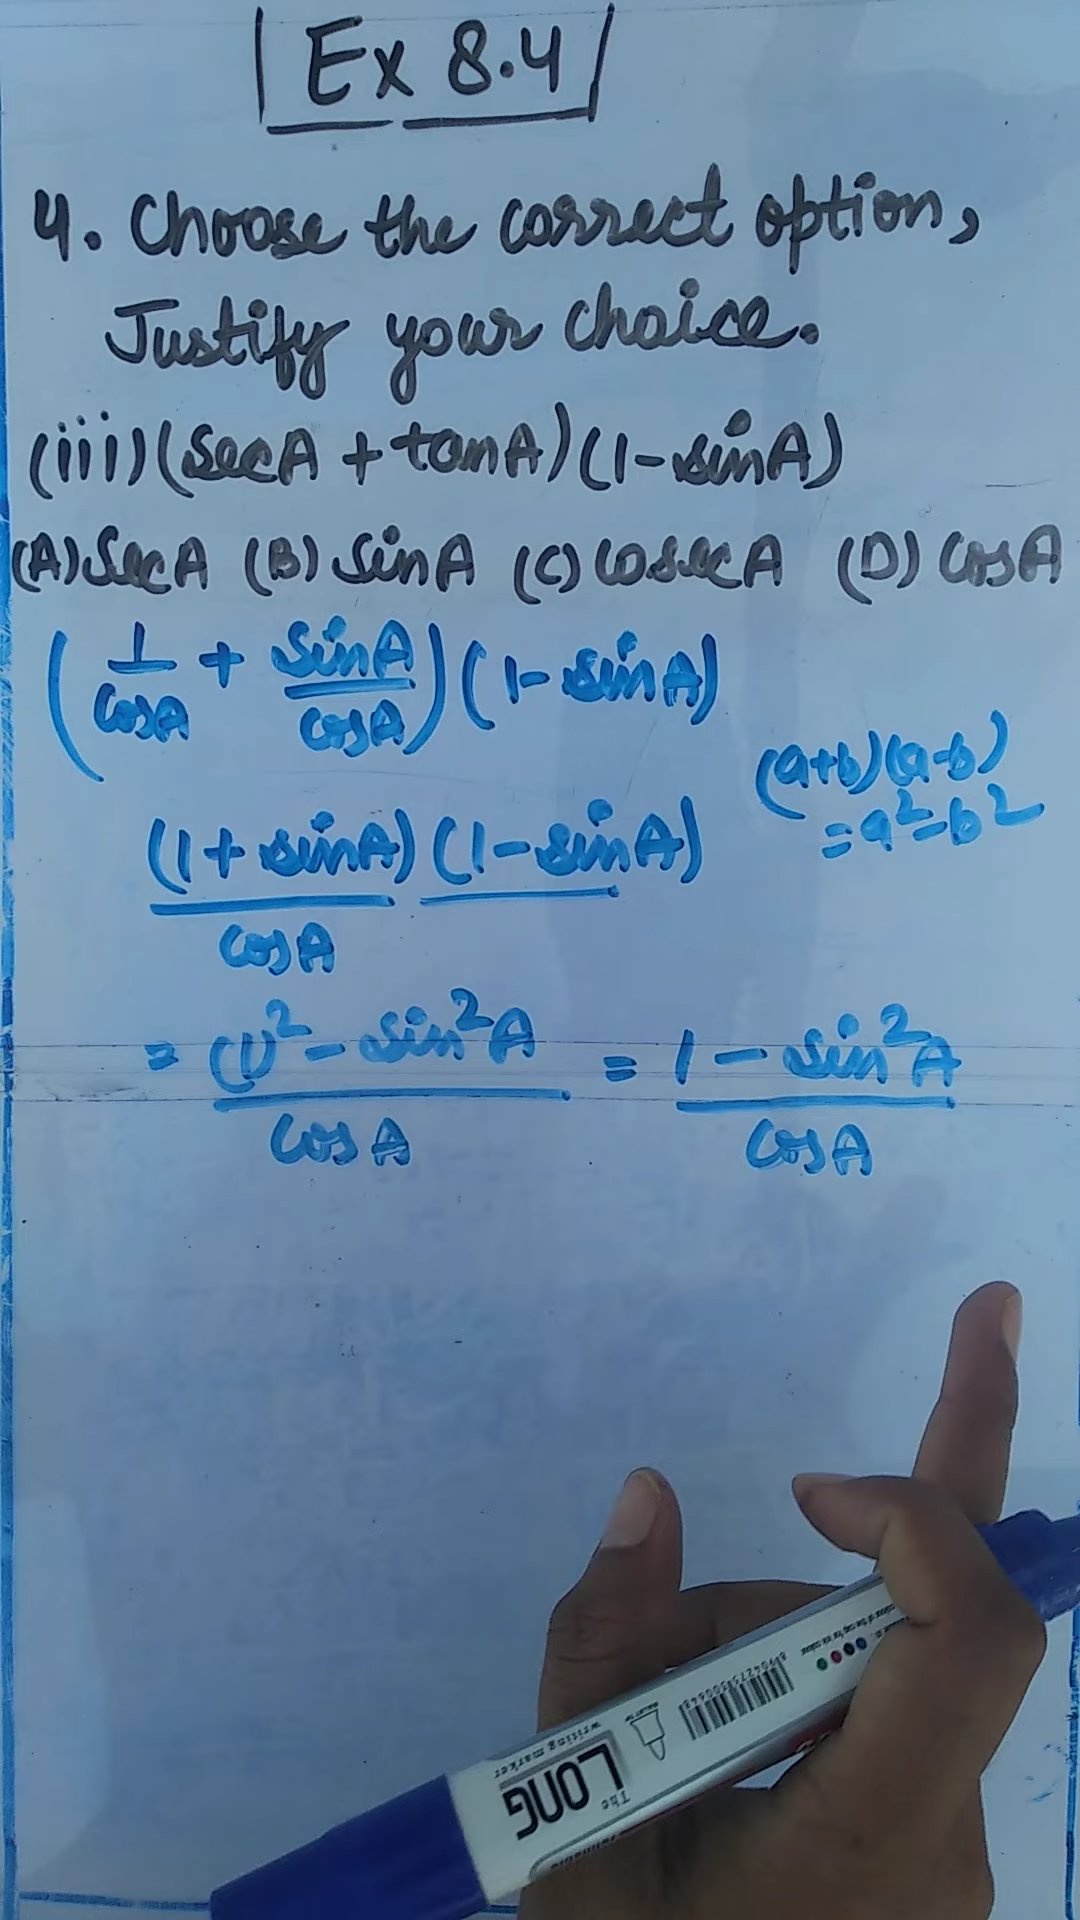 Ex 8.4
4. Choose the correct option,
Justify your choice.
(iii) (secA + tanA) (1-sinA)
(A) SecA (B) SinA (C) CosecA (D) CosA
(1/CosA + SinA/CosA) (1-sinA)
(a+b)(a-b)
=a²-b²
(1+sinA) (1-sinA)
CosA
= (1)² - Sin²A / CosA = 1 - Sin²A / CosA
The LONG
writing marker
8904275500648